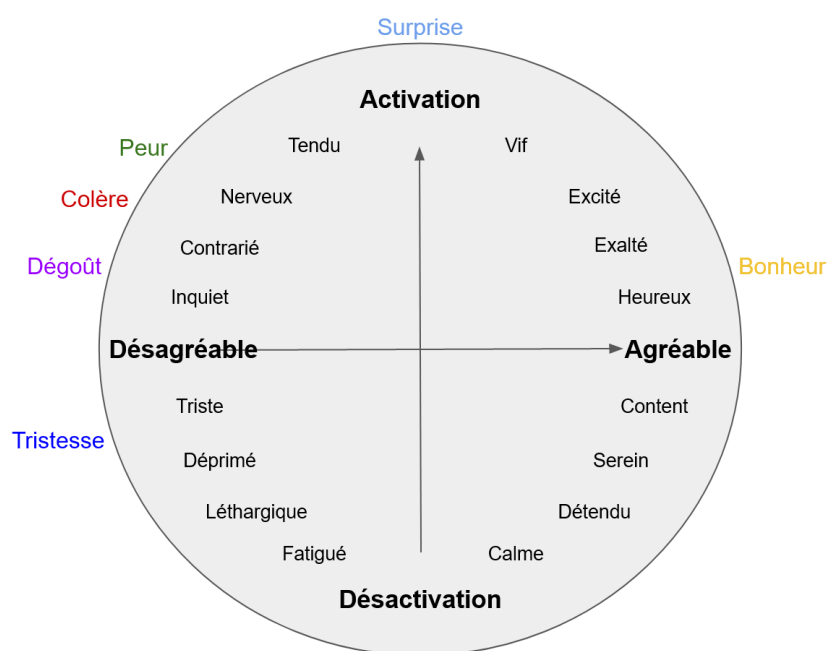 Surprise
Activation
Tendu
Vif
Peur
Colère
Nerveux
Excité
Contrarié
Exalté
Dégoût
Bonheur
Inquiet
Heureux
Désagréable
Agréable
Triste
Content
Tristesse
Déprimé
Serein
Léthargique
Détendu
Fatigué
Calme
Désactivation